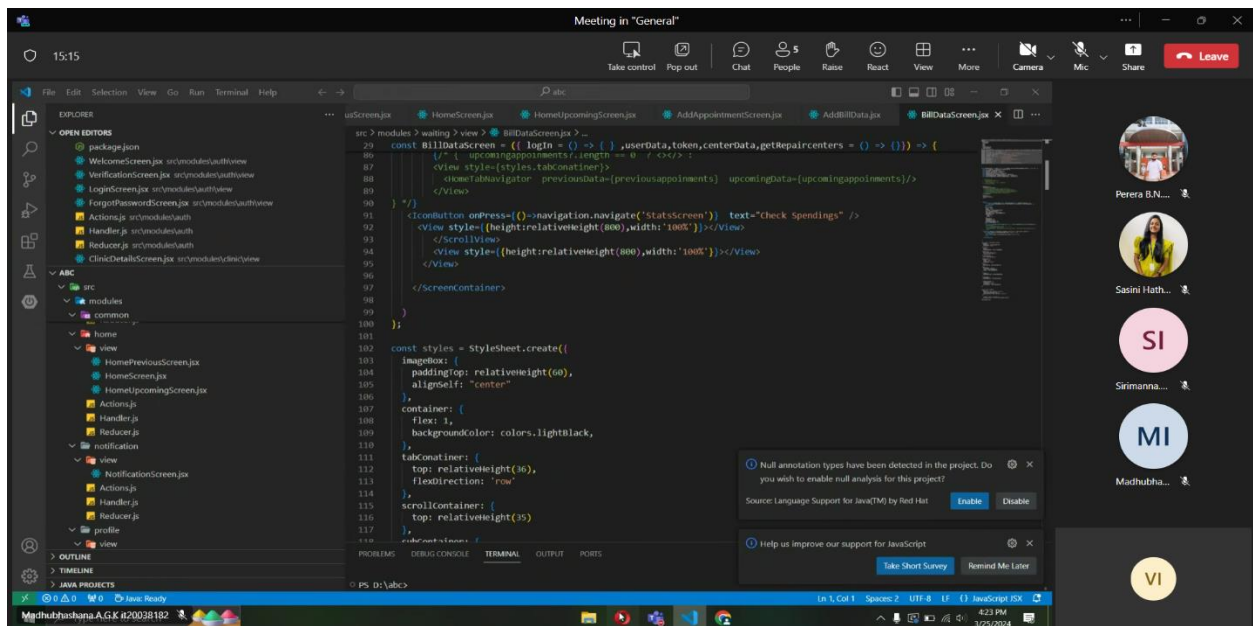 Meeting in "General"
15:15
Take control
Pop out
Chat
5
People
Raise
React
View
More
Camera
Mic
Share
Leave
File Edit Selection View Go Run Terminal Help
abc
EXPLORER
OPEN EDITORS
package.json
WelcomeScreen.jsx src\modules\auth\view
VerificationScreen.jsx src\modules\auth\view
LoginScreen.jsx src\modules\auth\view
ForgotPasswordScreen.jsx src\modules\auth\view
Actions.js src\modules\auth
Handler.js src\modules\auth
Reducer.js src\modules\auth
ClinicDetailsScreen.jsx src\modules\clinic\view
ABC
src
modules
common
home
view
HomePreviousScreen.jsx
HomeScreen.jsx
HomeUpcomingScreen.jsx
Actions.js
Handler.js
Reducer.js
notification
view
NotificationScreen.jsx
Actions.js
Handler.js
Reducer.js
profile
view
OUTLINE
TIMELINE
JAVA PROJECTS
usScreen.jsx
HomeScreen.jsx
HomeUpcomingScreen.jsx
AddAppointmentScreen.jsx
AddBillData.jsx
BillDataScreen.jsx
src > modules > waiting > view > BillDataScreen.jsx > ...
29 const BillDataScreen = ({ logIn = () => { } ,userData,token,centerData,getRepaircenters = () => {}}) => {
86 {/* { upcomingappoinments?.length == 0 ? <></> :
87 <View style={styles.tabConatiner}>
88 <HomeTabNavigator previousData={previousappoinments} upcomingData={upcomingappoinments}/>
89 </View>
90 } */}
91 <IconButton onPress={()=>navigation.navigate('StatsScreen')} text="Check Spendings" />
92 <View style={{height:relativeHeight(800),width:'100%'}}></View>
93 </ScrollView>
94 <View style={{height:relativeHeight(800),width:'100%'}}></View>
95 </View>
96
97 </ScreenContainer>
98
99 )
100 };
101
102 const styles = StyleSheet.create({
103 imageBox: {
104 paddingTop: relativeHeight(60),
105 alignSelf: "center"
106 },
107 container: {
108 flex: 1,
109 backgroundColor: colors.lightBlack,
110 },
111 tabConatiner: {
112 top: relativeHeight(36),
113 flexDirection: 'row'
114 },
115 scrollContainer: {
116 top: relativeHeight(35)
117 },
PROBLEMS DEBUG CONSOLE TERMINAL OUTPUT PORTS
PS D:\abc>
Null annotation types have been detected in the project. Do
you wish to enable null analysis for this project?
Source: Language Support for Java(TM) by Red Hat
Enable
Disable
Help us improve our support for JavaScript
Take Short Survey
Remind Me Later
0 0 0 Java: Ready
Ln 1, Col 1 Spaces: 2 UTF-8 LF {} JavaScript JSX
Madhubhashana.A.G.K it20038182
4:23 PM
3/25/2024
Perera B.N....
Sasini Hath...
SI
Sirimanna....
MI
Madhubha...
VI